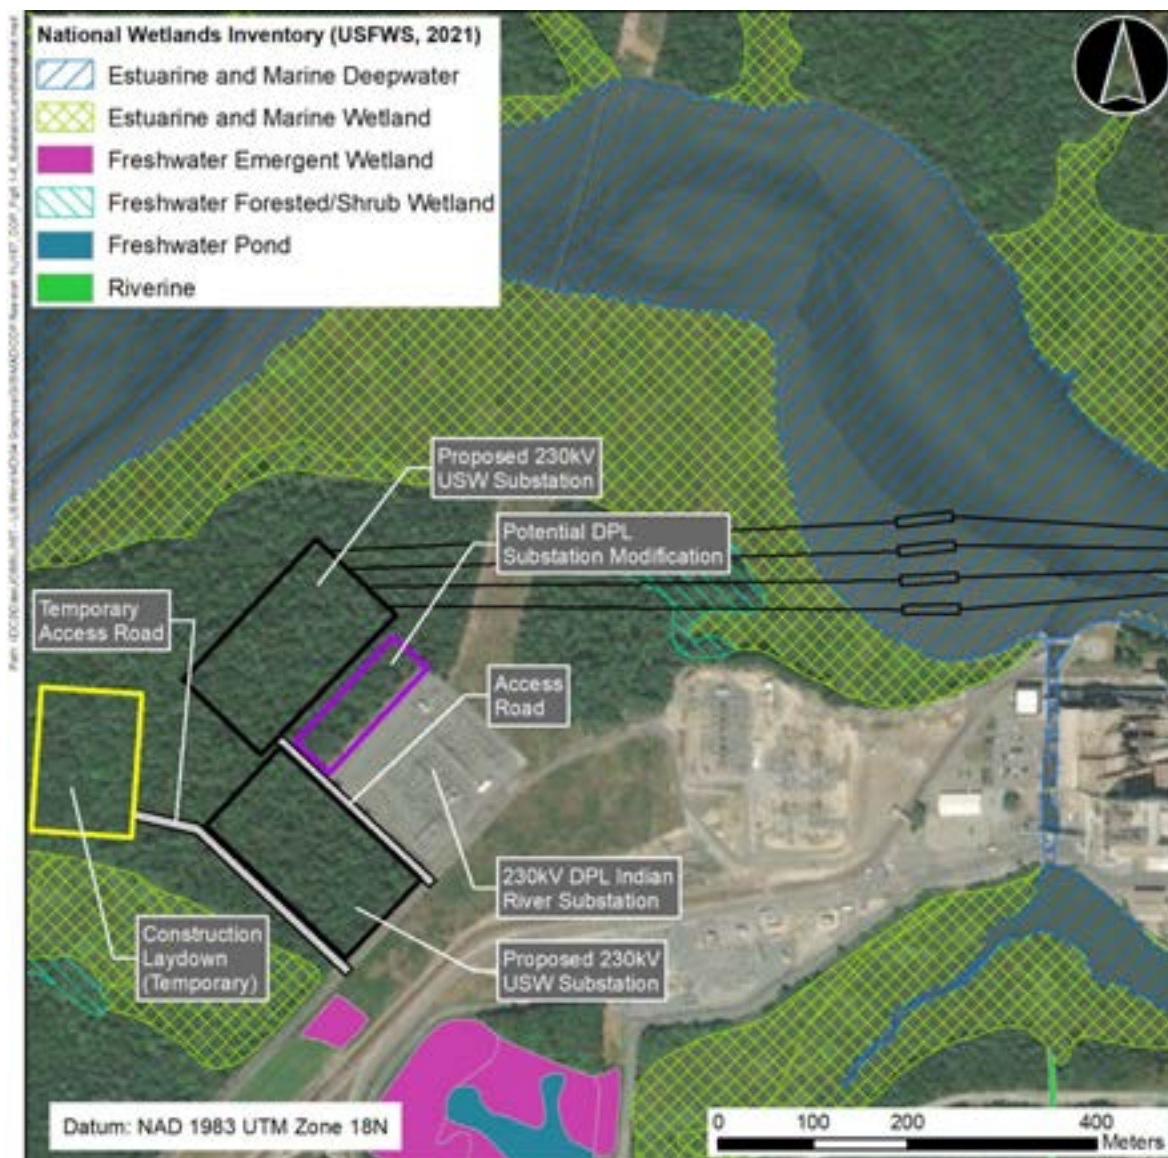 National Wetlands Inventory (USFWS, 2021)
Estuarine and Marine Deepwater
Estuarine and Marine Wetland
Freshwater Emergent Wetland
Freshwater Forested/Shrub Wetland
Freshwater Pond
Riverine
Proposed 230kV
USW Substation
Potential DPL
Substation Modification
Temporary
Access Road
Access
Road
230kV DPL Indian
River Substation
Construction
Laydown
(Temporary)
Proposed 230kV
USW Substation
Datum: NAD 1983 UTM Zone 18N
0 100 200 400
Meters